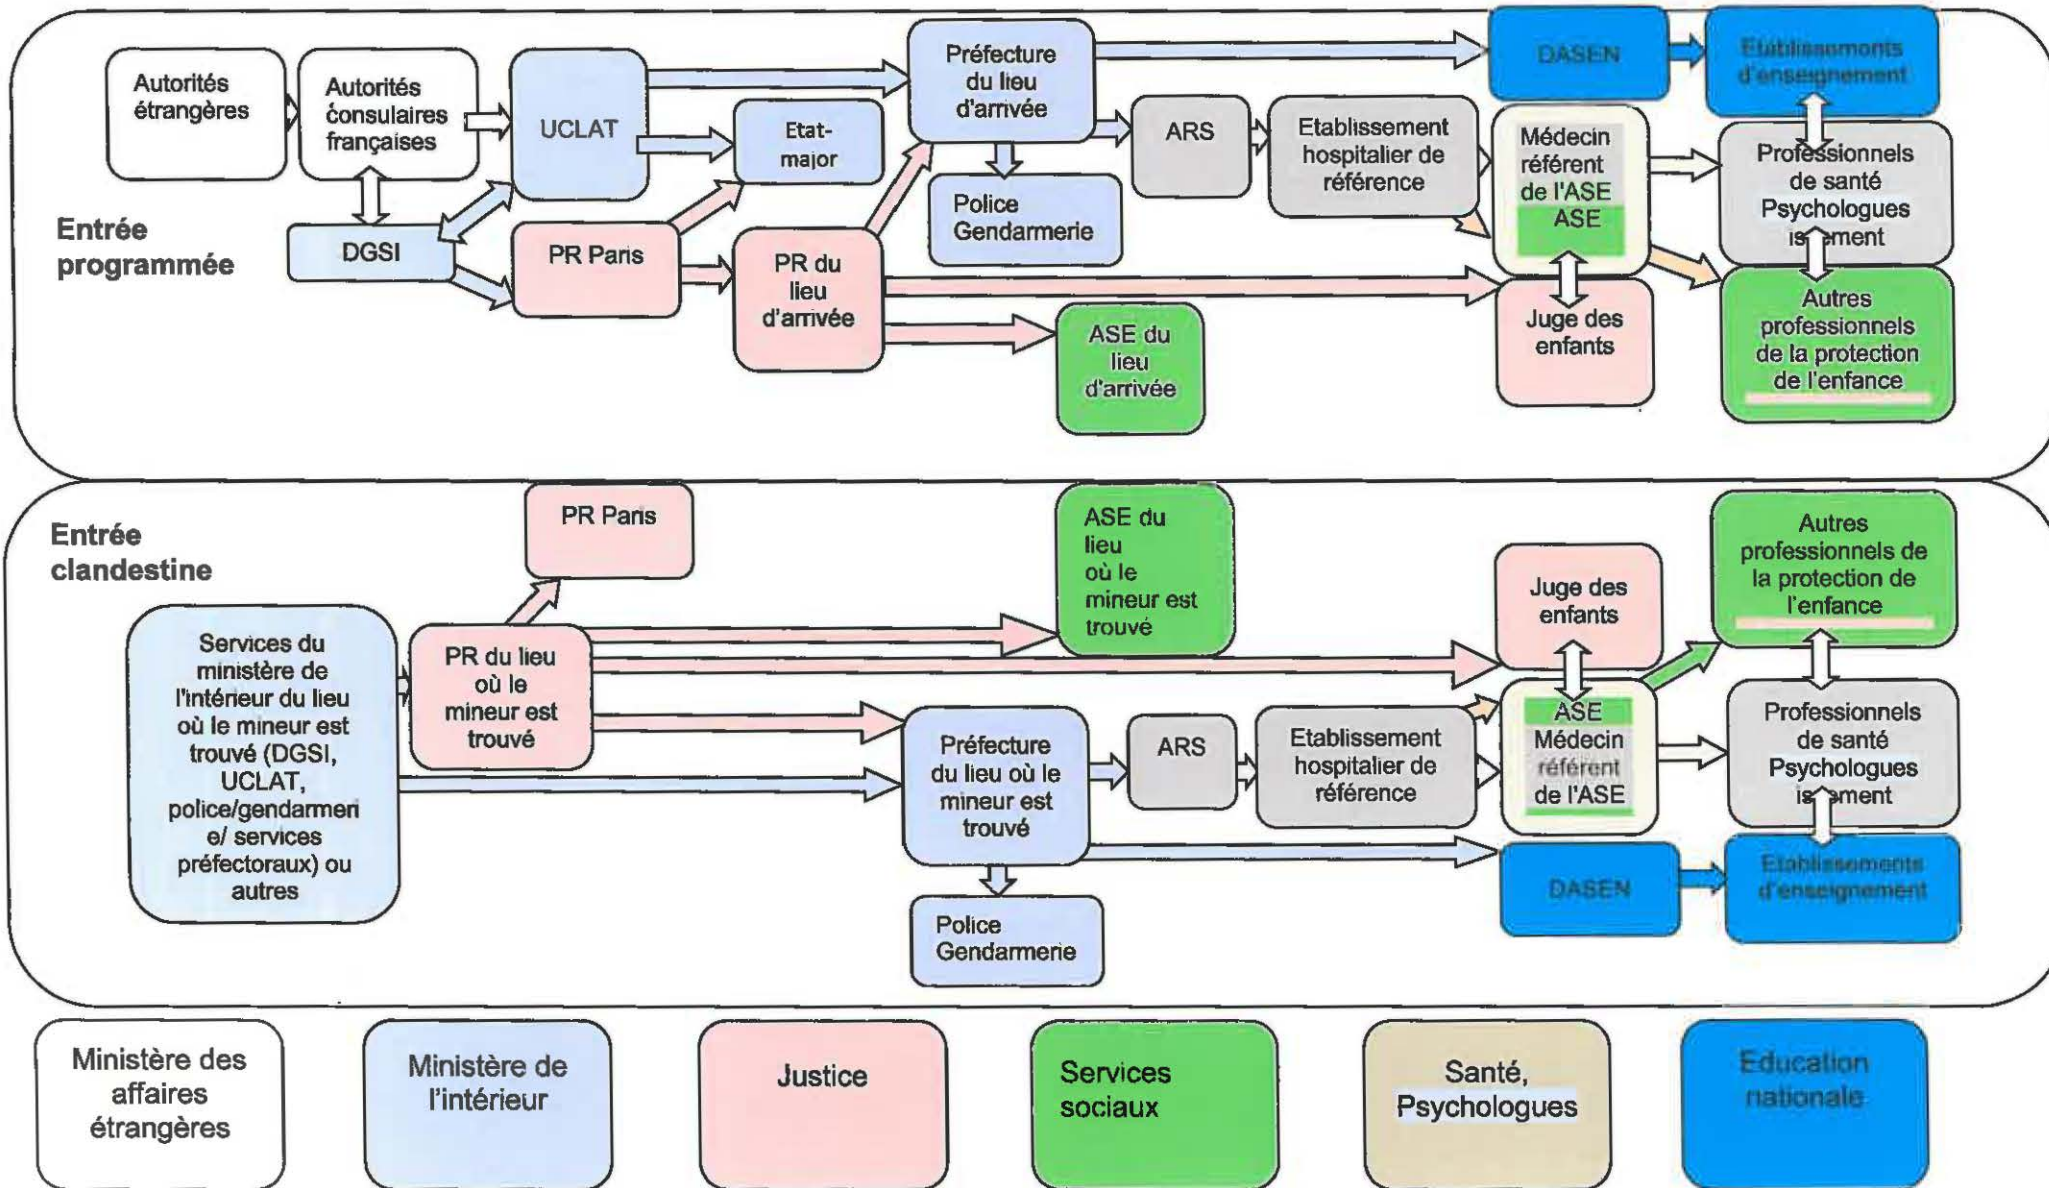 Autorités
étrangères
Autorités
consulaires
françaises
UCLAT
Préfecture
du lieu
d'arrivée
DASEN
Etablissements
d'enseignement
Etat-
major
ARS
Etablissement
hospitalier de
référence
Médecin
référent
de l'ASE
ASE
Professionnels
de santé
Psychologues
Entrée
programmée
DGSI
PR Paris
PR du
lieu
d'arrivée
Police
Gendarmerie
ASE du
lieu
d'arrivée
Juge des
enfants
Autres
professionnels
de la protection
de l'enfance
Entrée
clandestine
PR Paris
ASE du
lieu
où le
mineur est
trouvé
Juge des
enfants
Autres
professionnels de
la protection de
l'enfance
Services du
ministère de
l'intérieur du lieu
où le mineur est
trouvé (DGSI,
UCLAT,
police/gendarmeri
e/ services
préfectoraux) ou
autres
PR du lieu
où le
mineur est
trouvé
Préfecture
du lieu où le
mineur est
trouvé
ARS
Etablissement
hospitalier de
référence
ASE
Médecin
référent
de l'ASE
Professionnels
de santé
Psychologues
Police
Gendarmerie
DASEN
Etablissements
d'enseignement
Ministère des
affaires
étrangères
Ministère de
l'intérieur
Justice
Services
sociaux
Santé,
Psychologues
Education
nationale